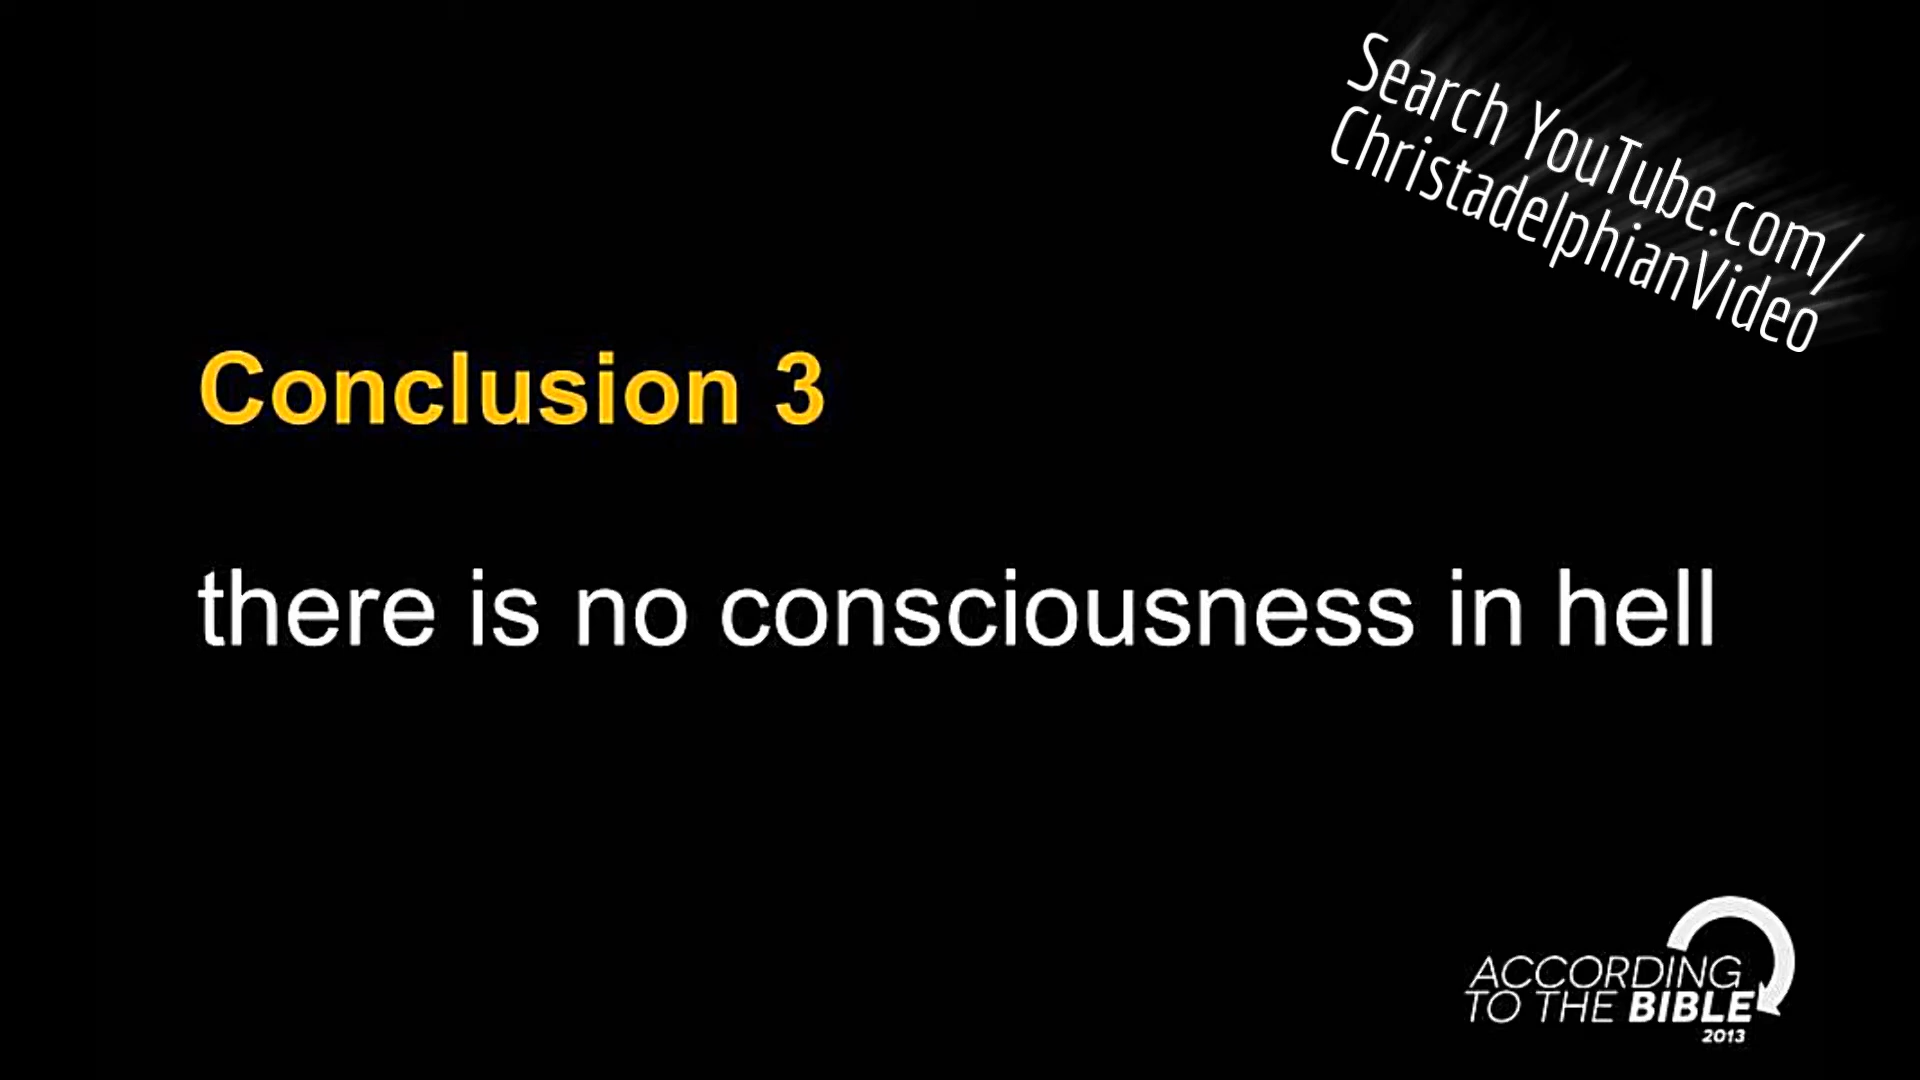 Search YouTube.com/
ChristadelphianVideo
Conclusion 3
there is no consciousness in hell
ACCORDING
TO THE BIBLE
2013